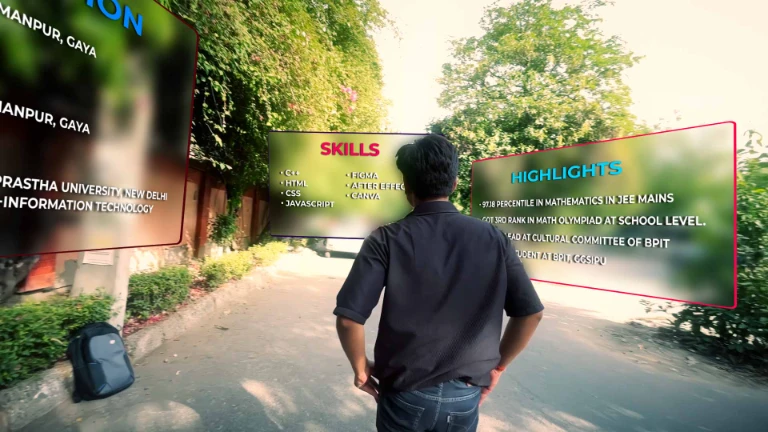 ION
MANPUR, GAYA
MANPUR, GAYA
PRASTHA UNIVERSITY NEW DELHI
-INFORMATION TECHNOLOGY
SKILLS
• C++
• HTML
• CSS
• JAVASCRIPT
• FIGMA
• AFTER EFFEC
• CANVA
HIGHLIGHTS
• 97.18 PERCENTILE IN MATHEMATICS IN JEE MAINS
GOT 3RD RANK IN MATH OLYMPIAD AT SCHOOL LEVEL.
EAD AT CULTURAL COMMITTEE OF BPIT
UDENT AT BPIT, GGSIPU